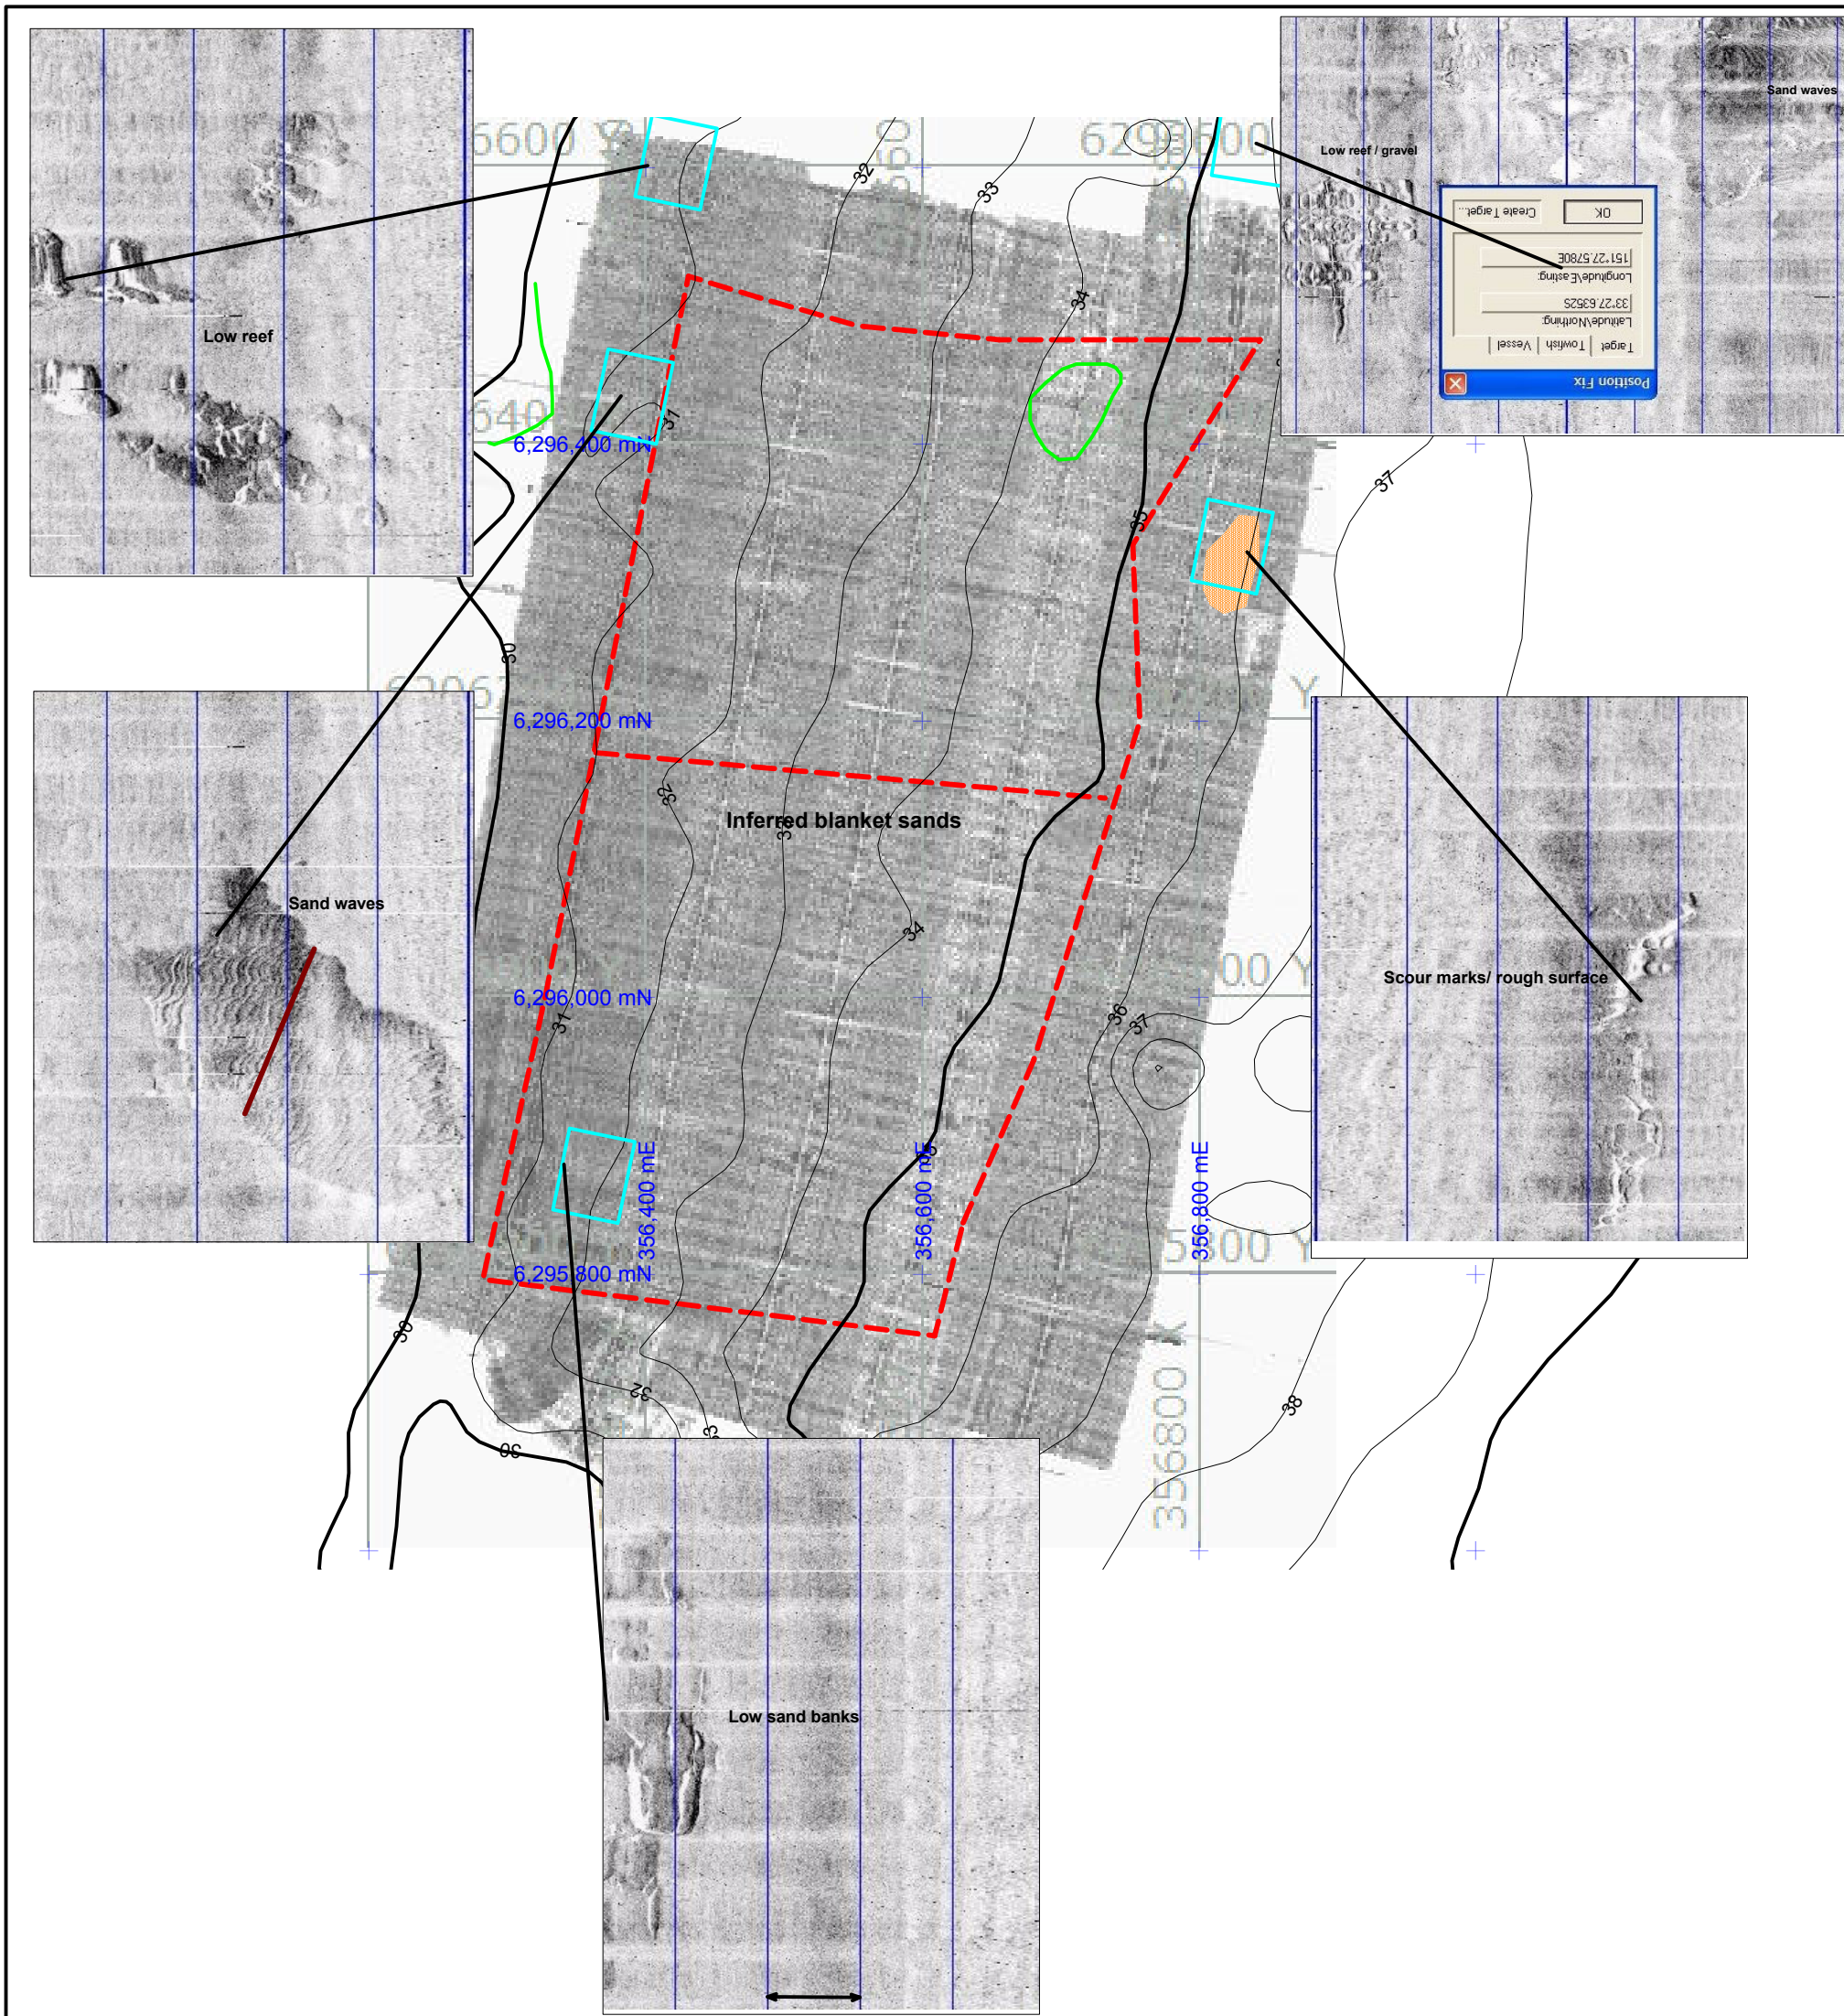 Sand waves
Low reef / gravel
Position Fix
Target
Towfish
Vessel
Latitude\Northing:
33°27.6352S
Longitude\Easting:
151°27.5780E
OK
Create Target...
Low reef
32
33
34
37
31
6,296,400 mN
35
30
6,296,200 mN
32
33
Inferred blanket sands
34
Sand waves
Scour marks/ rough surface
6,296,000 mN
31
36
37
35
356,400 mE
356,600 mE
356,800 mE
6,295,800 mN
30
32
33
30
38
356800 X
Low sand banks